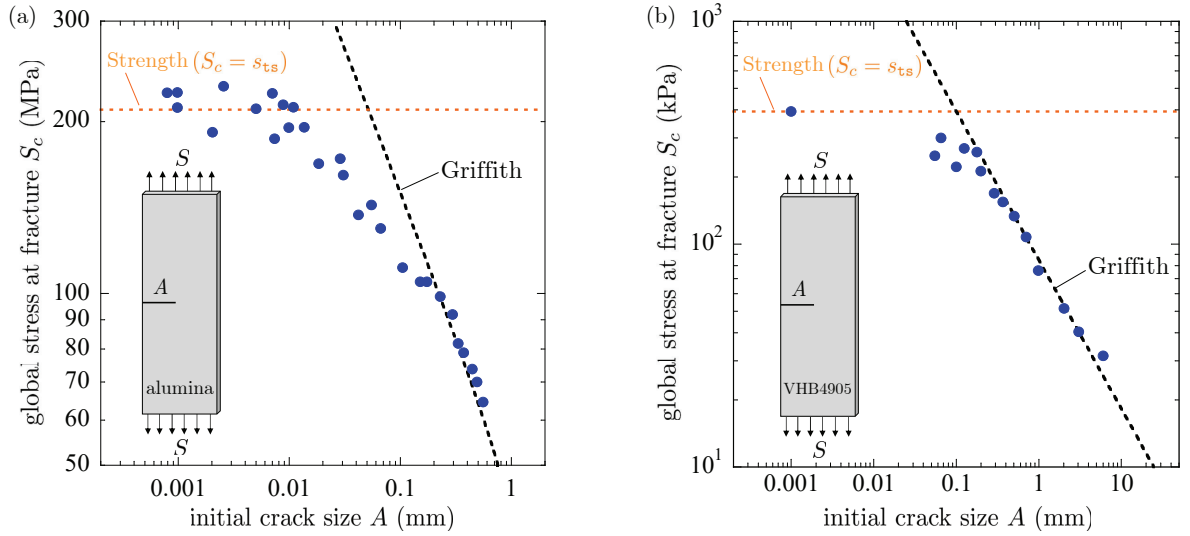 (a)
global stress at fracture S_c (MPa)
300
200
100
90
80
70
60
50
Strength (S_c = s_ts)
Griffith
S
A
alumina
S
0.001
0.01
0.1
1
initial crack size A (mm)
(b)
global stress at fracture S_c (kPa)
10^3
10^2
10^1
Strength (S_c = s_ts)
Griffith
S
A
VHB4905
S
0.001
0.01
0.1
1
10
initial crack size A (mm)